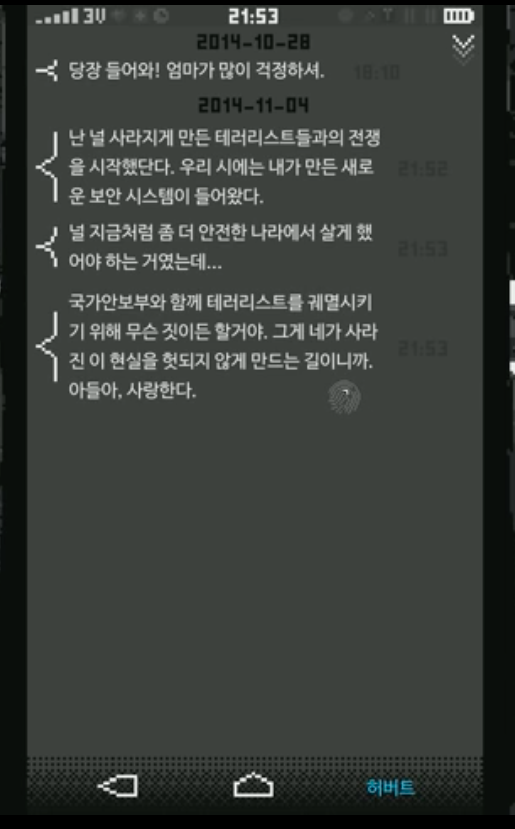 3V 21:53
2014-10-28
당장 들어와! 엄마가 많이 걱정하셔. 18:10
2014-11-04
난 널 사라지게 만든 테러리스트들과의 전쟁
을 시작했단다. 우리 시에는 내가 만든 새로 21:52
운 보안 시스템이 들어왔다.
널 지금처럼 좀 더 안전한 나라에서 살게 했 21:53
어야 하는 거였는데...
국가안보부와 함께 테러리스트를 궤멸시키
기 위해 무슨 짓이든 할거야. 그게 네가 사라 21:53
진 이 현실을 헛되지 않게 만드는 길이니까.
아들아, 사랑한다.
허버트